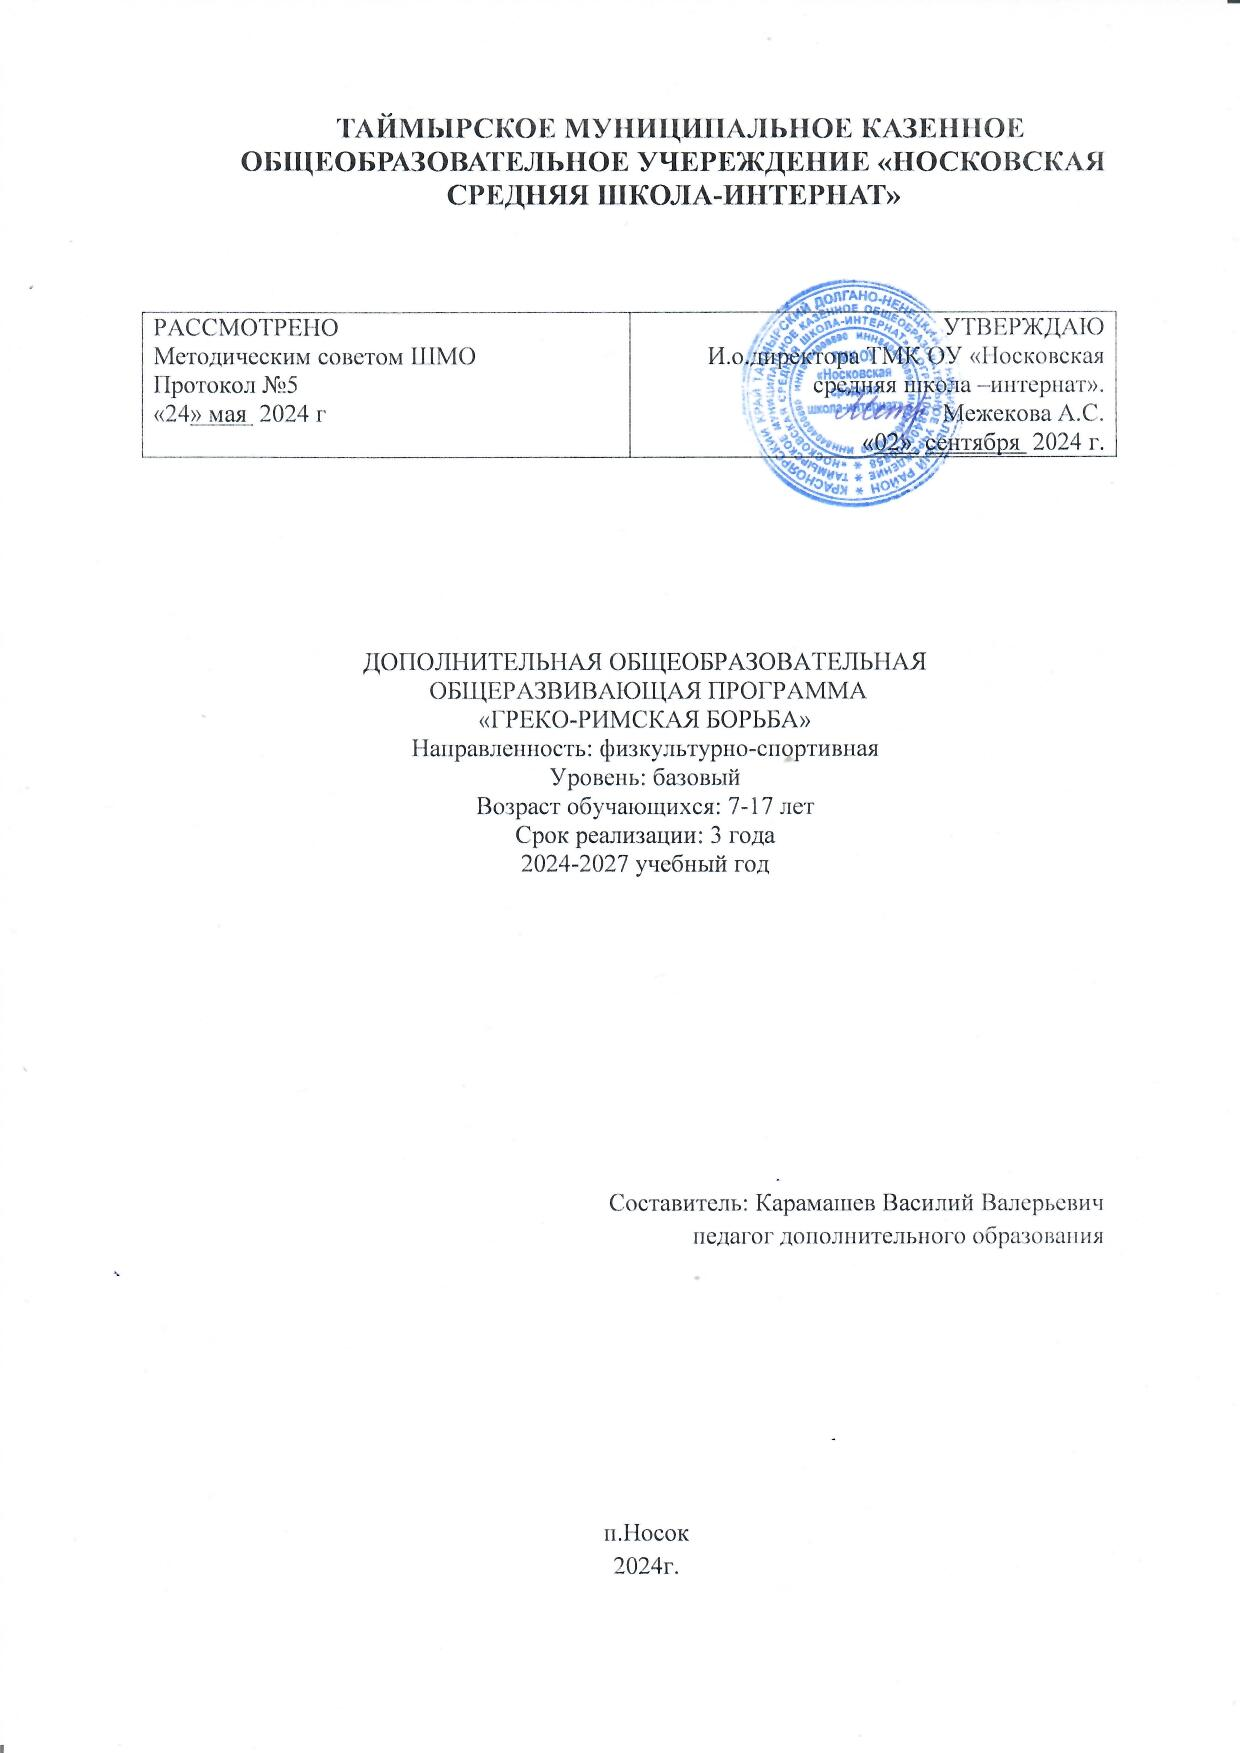 ТАЙМЫРСКОЕ МУНИЦИПАЛЬНОЕ КАЗЕННОЕ
ОБЩЕОБРАЗОВАТЕЛЬНОЕ УЧЕРЕЖДЕНИЕ «НОСКОВСКАЯ
СРЕДНЯЯ ШКОЛА-ИНТЕРНАТ»
РАССМОТРЕНО
Методическим советом ШМО
Протокол №5
«24» мая 2024 г
УТВЕРЖДАЮ
И.о.директора ТМК ОУ «Носковская
средняя школа –интернат».
Межекова А.С.
«02» сентября 2024 г.
«Носковская
школа-интернат»
ДОПОЛНИТЕЛЬНАЯ ОБЩЕОБРАЗОВАТЕЛЬНАЯ
ОБЩЕРАЗВИВАЮЩАЯ ПРОГРАММА
«ГРЕКО-РИМСКАЯ БОРЬБА»
Направленность: физкультурно-спортивная
Уровень: базовый
Возраст обучающихся: 7-17 лет
Срок реализации: 3 года
2024-2027 учебный год
Составитель: Карамашев Василий Валерьевич
педагог дополнительного образования
п.Носок
2024г.